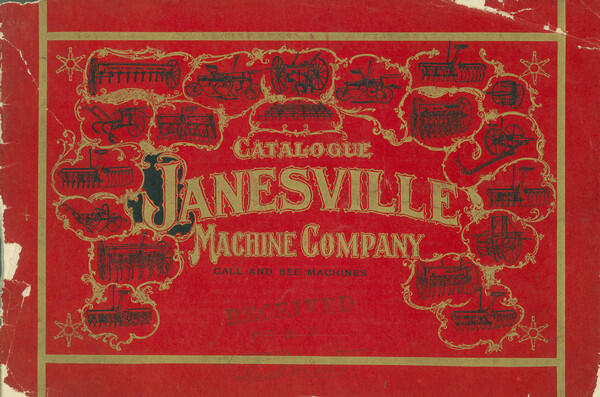 CATALOGUE
JANESVILLE
MACHINE COMPANY
CALL AND SEE MACHINES
RECEIVED